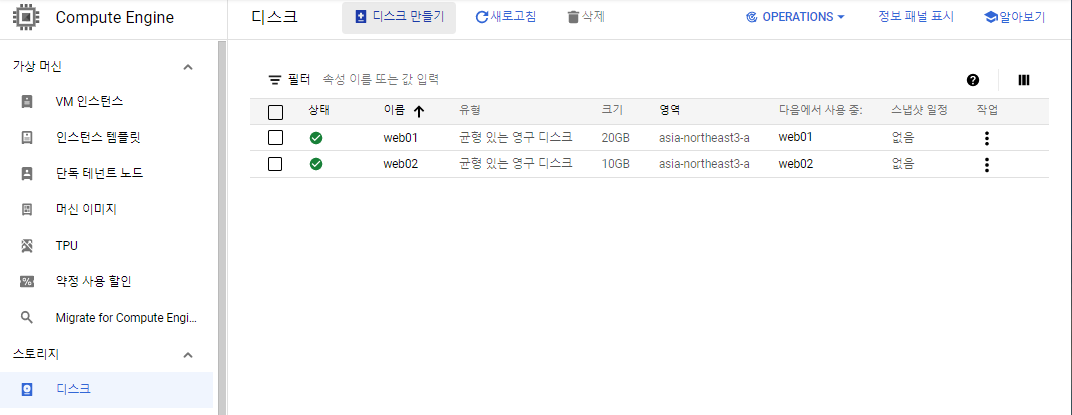 Compute Engine
디스크
디스크 만들기
새로고침
삭제
OPERATIONS
정보 패널 표시
알아보기
가상 머신
VM 인스턴스
인스턴스 템플릿
단독 테넌트 노드
머신 이미지
TPU
약정 사용 할인
Migrate for Compute Engi...
스토리지
디스크
필터 속성 이름 또는 값 입력
상태 이름 유형 크기 영역 다음에서 사용 중: 스냅샷 일정 작업
web01 균형 있는 영구 디스크 20GB asia-northeast3-a web01 없음
web02 균형 있는 영구 디스크 10GB asia-northeast3-a web02 없음